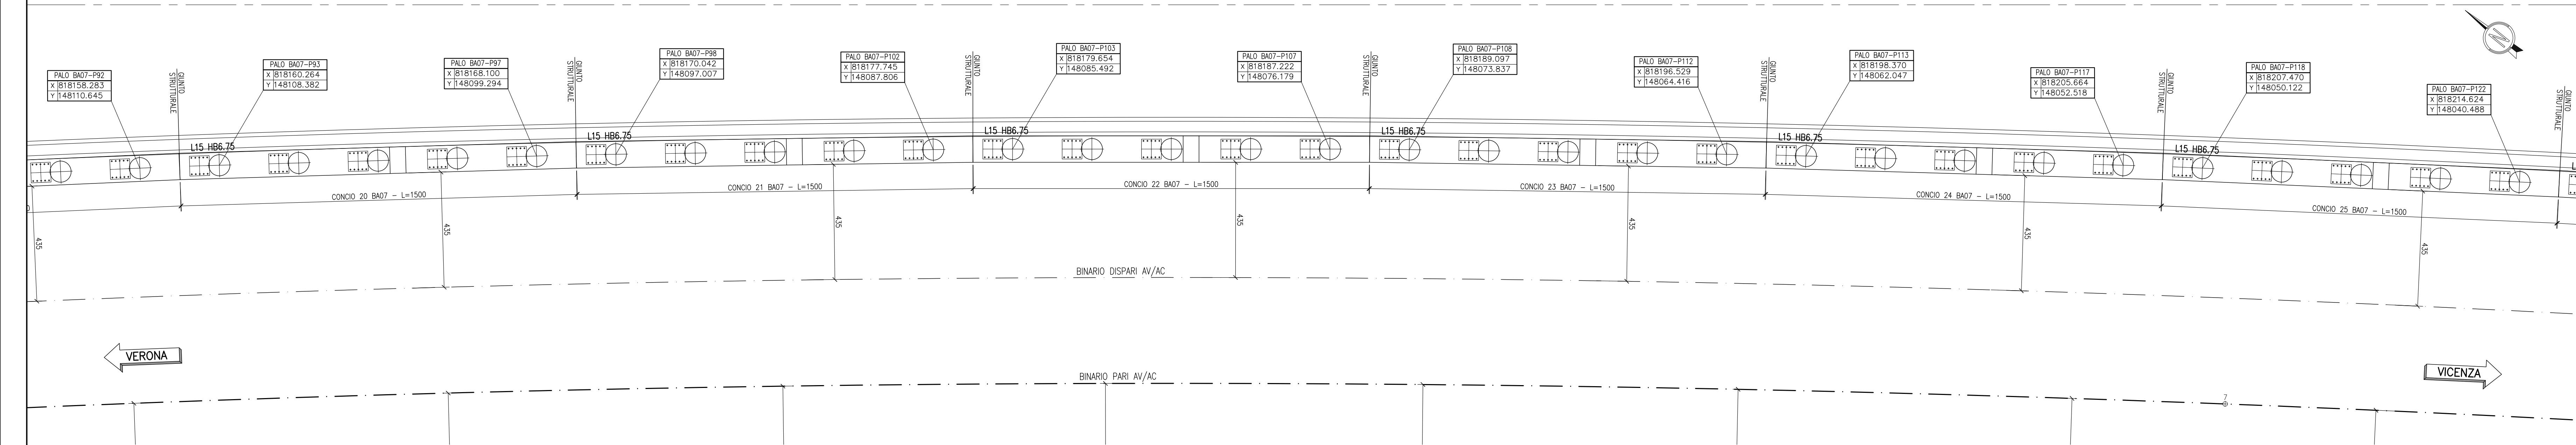 PALO BA07-P92
X 818158.283
Y 148110.645
GIUNTO
STRUTTURALE
PALO BA07-P93
X 818160.264
Y 148108.382
PALO BA07-P97
X 818168.100
Y 148099.294
GIUNTO
STRUTTURALE
PALO BA07-P98
X 818170.042
Y 148097.007
PALO BA07-P102
X 818177.745
Y 148087.806
GIUNTO
STRUTTURALE
PALO BA07-P103
X 818179.654
Y 148085.492
PALO BA07-P107
X 818187.222
Y 148076.179
GIUNTO
STRUTTURALE
PALO BA07-P108
X 818189.097
Y 148073.837
PALO BA07-P112
X 818196.529
Y 148064.416
GIUNTO
STRUTTURALE
PALO BA07-P113
X 818198.370
Y 148062.047
PALO BA07-P117
X 818205.664
Y 148052.518
GIUNTO
STRUTTURALE
PALO BA07-P118
X 818207.470
Y 148050.122
PALO BA07-P122
X 818214.624
Y 148040.488
GIUNTO
STRUTTURALE
N
L15 HB6.75
L15 HB6.75
L15 HB6.75
L15 HB6.75
L15 HB6.75
L15 HB6.75
CONCIO 20 BA07 - L=1500
CONCIO 21 BA07 - L=1500
CONCIO 22 BA07 - L=1500
CONCIO 23 BA07 - L=1500
CONCIO 24 BA07 - L=1500
CONCIO 25 BA07 - L=1500
435
435
435
435
435
435
435
BINARIO DISPARI AV/AC
VERONA
BINARIO PARI AV/AC
VICENZA
7